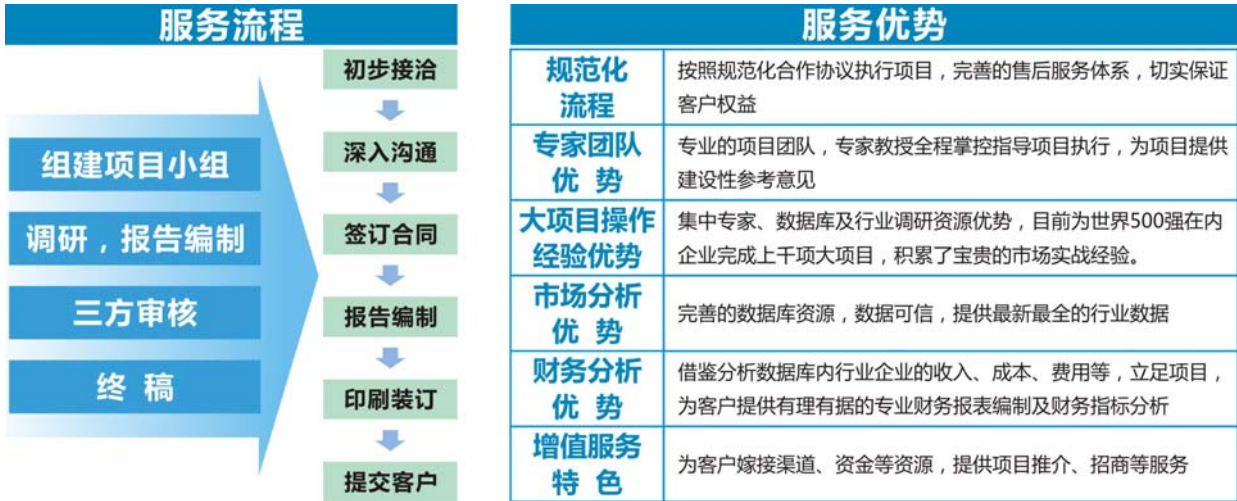 服务流程
组建项目小组
调研，报告编制
三方审核
终 稿
初步接洽
深入沟通
签订合同
报告编制
印刷装订
提交客户
服务优势
规范化
流程
按照规范化合作协议执行项目，完善的售后服务体系，切实保证
客户权益
专家团队
优 势
专业的项目团队，专家教授全程掌控指导项目执行，为项目提供
建设性参考意见
大项目操作
经验优势
集中专家、数据库及行业调研资源优势，目前为世界500强在内
企业完成上千项大项目，积累了宝贵的市场实战经验。
市场分析
优 势
完善的数据库资源，数据可信，提供最新最全的行业数据
财务分析
优 势
借鉴分析数据库内行业企业的收入、成本、费用等，立足项目，
为客户提供有理有据的专业财务报表编制及财务指标分析
增值服务
特 色
为客户嫁接渠道、资金等资源，提供项目推介、招商等服务